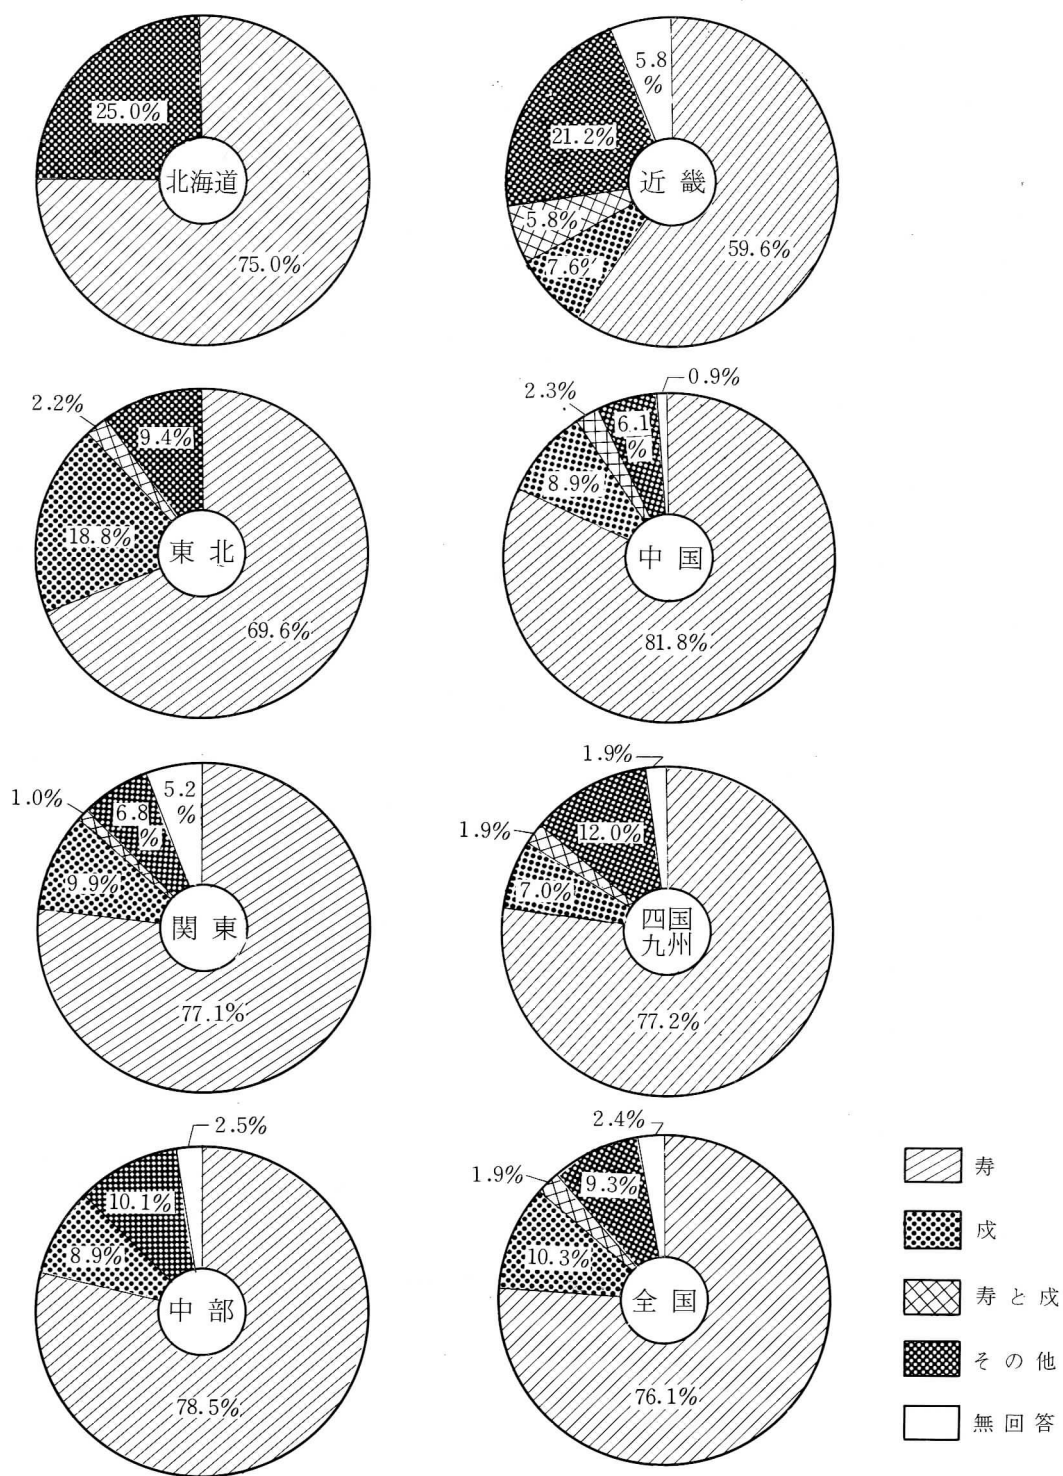 25.0%
北海道
75.0%
5.8
%
21.2%
近畿
5.8%
7.6%
59.6%
2.2%
9.4%
18.8%
東北
69.6%
0.9%
2.3%
6.1
%
8.9%
中国
81.8%
1.0%
5.2
%
6.8
%
9.9%
関東
77.1%
1.9%
1.9%
12.0%
7.0%
四国
九州
77.2%
2.5%
10.1%
8.9%
中部
78.5%
2.4%
1.9%
9.3%
10.3%
全国
76.1%
寿
戍
寿と戍
その他
無回答